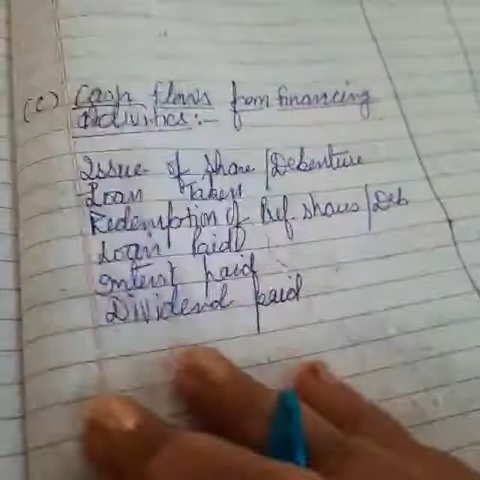 (C) Cash flows from financing
activities:-
Issue of Share/Debenture
Loan Taken
Redemption of Pref. shares/Deb
Loan paid
Interest paid
Dividend paid